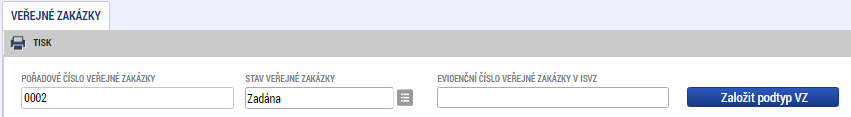 VEŘEJNÉ ZAKÁZKY
TISK
POŘADOVÉ ČÍSLO VEŘEJNÉ ZAKÁZKY
STAV VEŘEJNÉ ZAKÁZKY
EVIDENČNÍ ČÍSLO VEŘEJNÉ ZAKÁZKY V ISVZ
0002
Zadána
Založit podtyp VZ